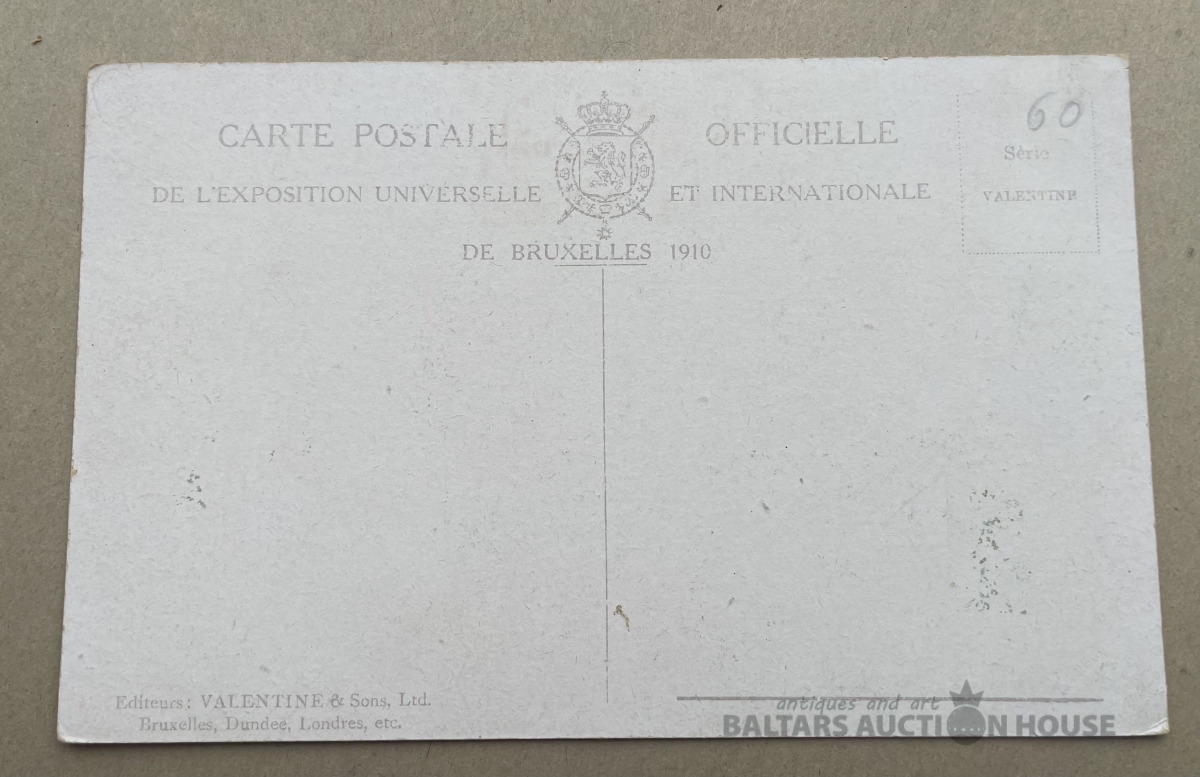 CARTE POSTALE OFFICIELLE
DE L'EXPOSITION UNIVERSELLE ET INTERNATIONALE
DE BRUXELLES 1910
60
Série
VALENTINE
Editeurs: VALENTINE & Sons, Ltd.
Bruxelles, Dundee, Londres, etc.
antiques and art
BALTARS AUCTION HOUSE